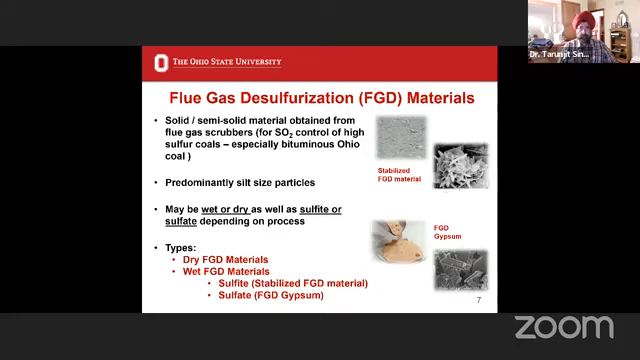 Dr. Tarunjit Sin...
THE OHIO STATE UNIVERSITY
Flue Gas Desulfurization (FGD) Materials
• Solid / semi-solid material obtained from
flue gas scrubbers (for SO2 control of high
sulfur coals – especially bituminous Ohio
coal )
• Predominantly silt size particles
• May be wet or dry as well as sulfite or
sulfate depending on process
• Types:
• Dry FGD Materials
• Wet FGD Materials
• Sulfite (Stabilized FGD material)
• Sulfate (FGD Gypsum)
Stabilized
FGD material
FGD
Gypsum
7
zoom